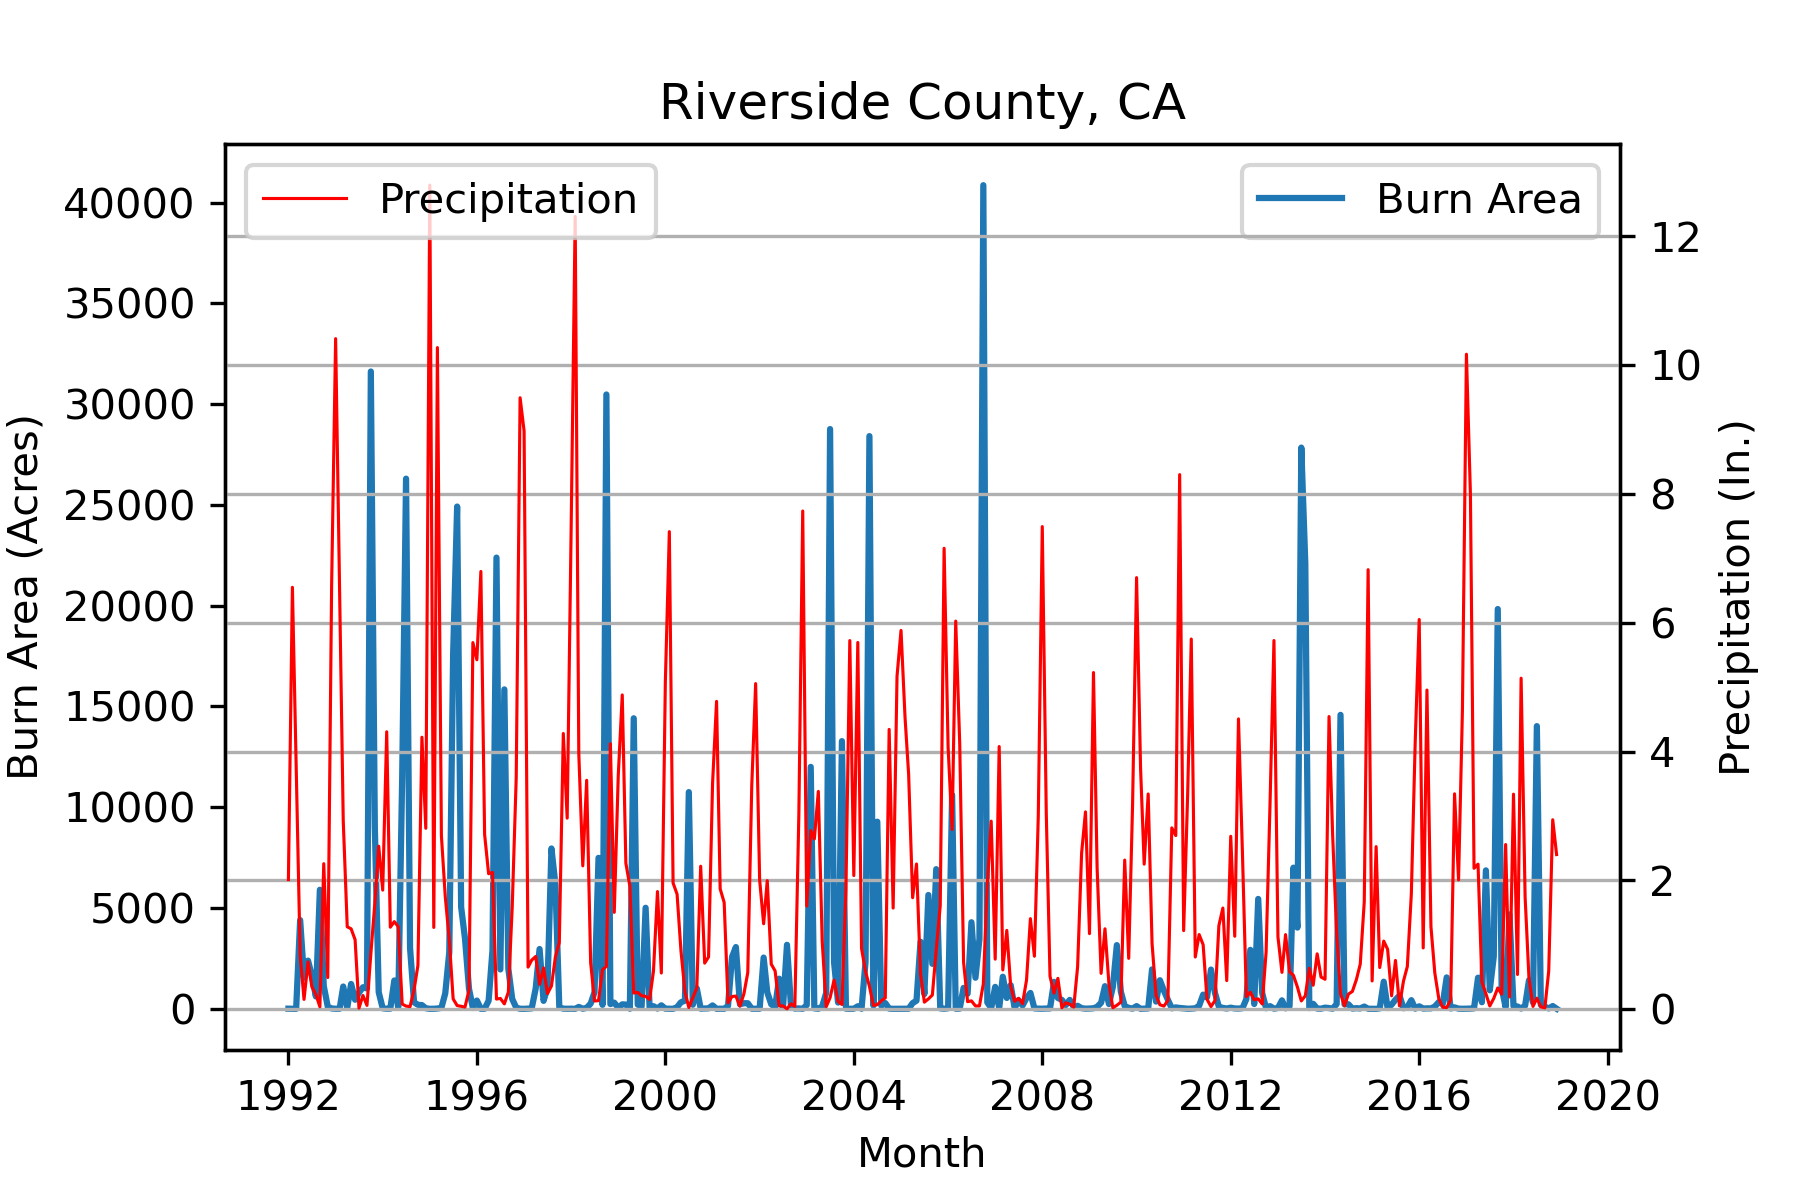 Riverside County, CA
Precipitation
Burn Area
40000
35000
30000
25000
20000
15000
10000
5000
0
Burn Area (Acres)
12
10
8
6
4
2
0
Precipitation (In.)
1992 1996 2000 2004 2008 2012 2016 2020
Month